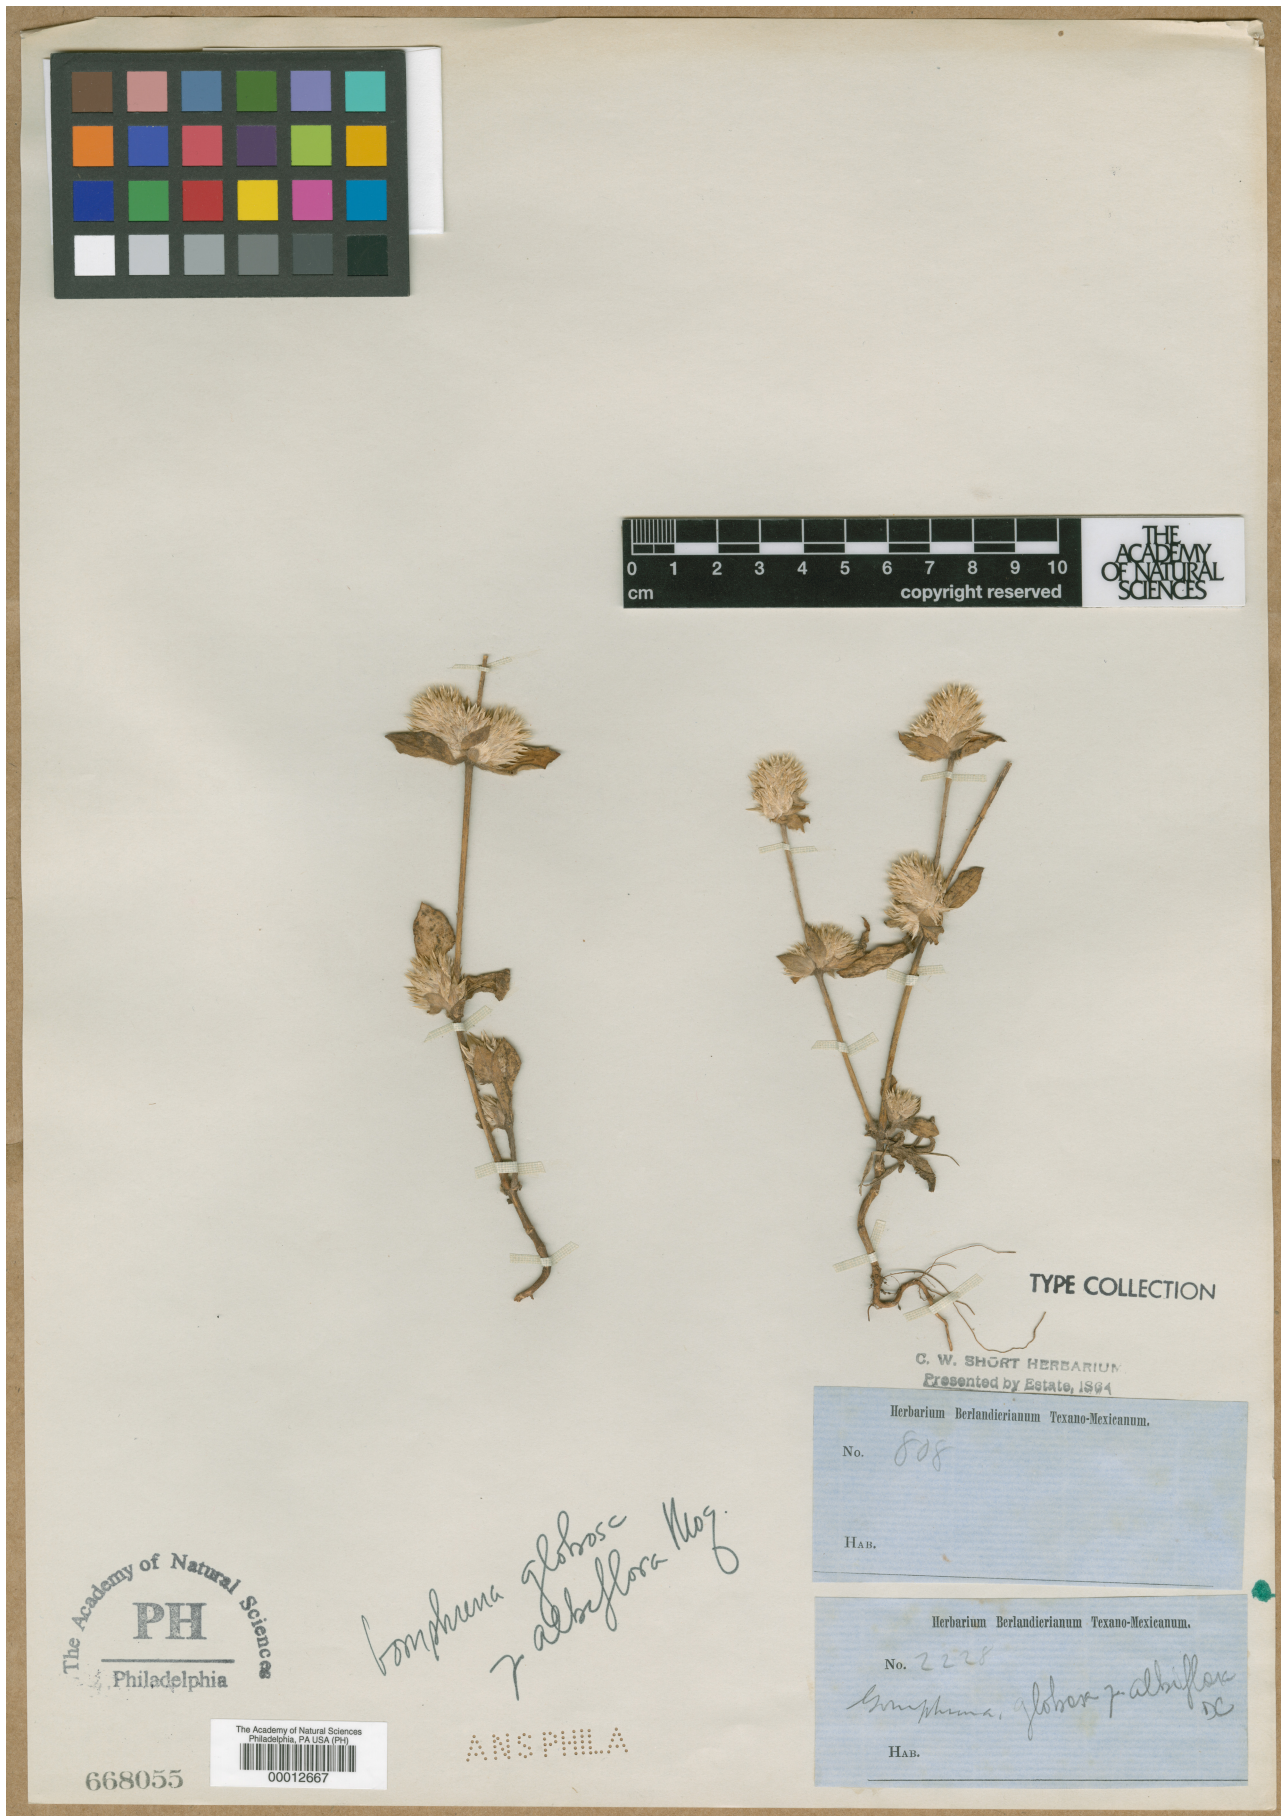 THE
ACADEMY
OF NATURAL
SCIENCES
0 1 2 3 4 5 6 7 8 9 10
cm copyright reserved
TYPE COLLECTION
C. W. SHORT HERBARIUM
Presented by Estate, 1864
Herbarium Berlandierianum Texano-Mexicanum.
No. 808
HAB.
Gomphrena globosa
γ albiflora Moq.
Herbarium Berlandierianum Texano-Mexicanum.
No. 2228
Gomphrena, globosa γ albiflora
DC
HAB.
The Academy of Natural Sciences
PH
Philadelphia
The Academy of Natural Sciences
Philadelphia, PA USA (PH)
00012667
668055
ANSPHILA